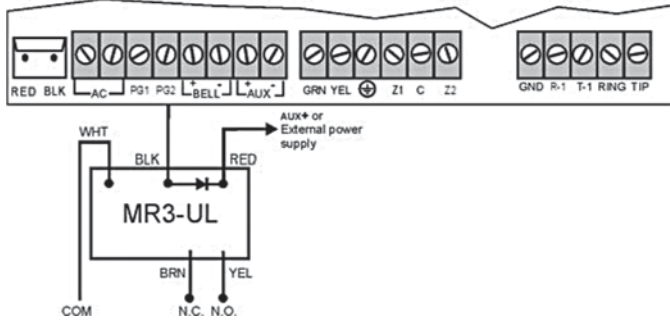 RED BLK AC PG1 PG2 + BELL - + AUX - GRN YEL Z1 C Z2 GND R-1 T-1 RING TIP
AUX+ or
External power
supply
WHT
BLK
RED
MR3-UL
BRN
YEL
COM
N.C. N.O.